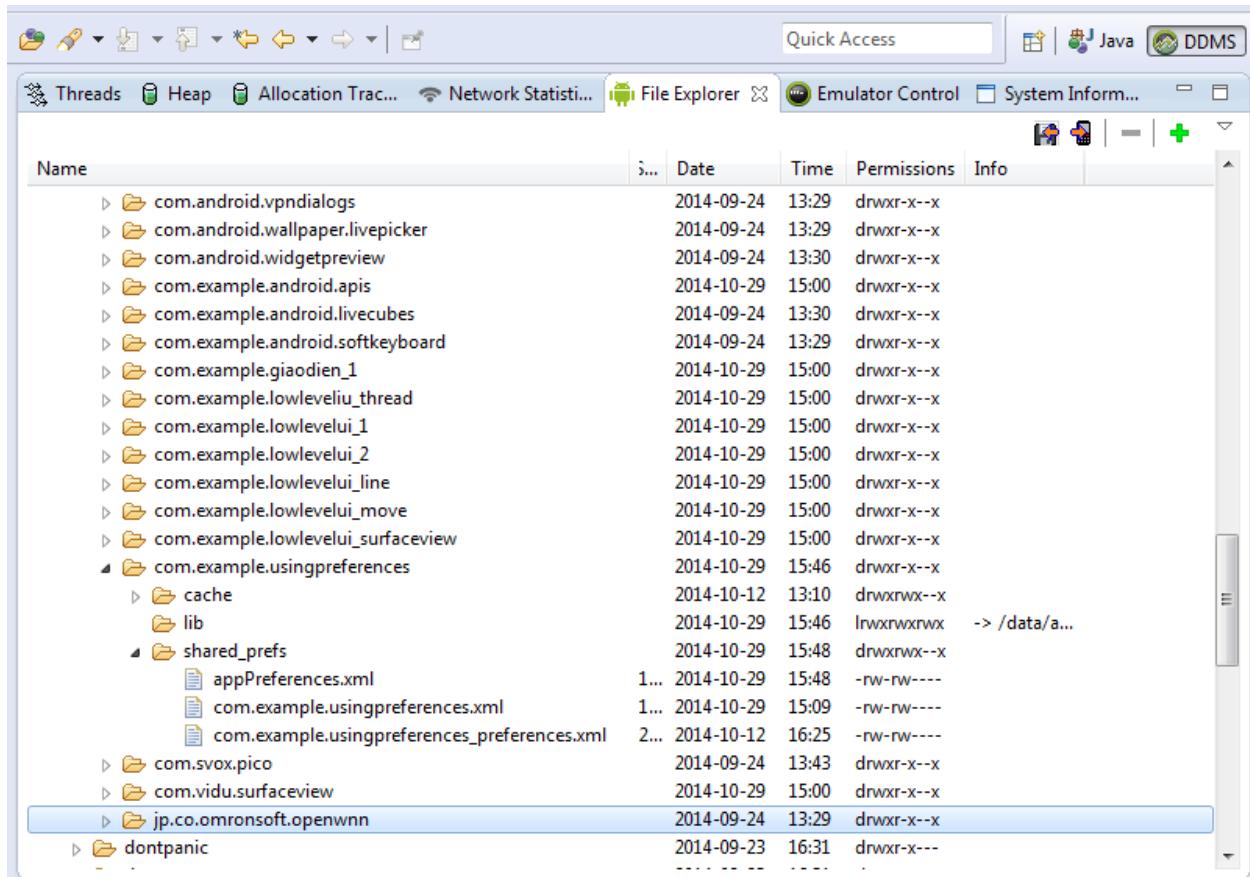 Quick Access Java DDMS
Threads Heap Allocation Trac... Network Statisti... File Explorer Emulator Control System Inform...
Name S... Date Time Permissions Info
com.android.vpndialogs 2014-09-24 13:29 drwxr-x--x
com.android.wallpaper.livepicker 2014-09-24 13:29 drwxr-x--x
com.android.widgetpreview 2014-09-24 13:30 drwxr-x--x
com.example.android.apis 2014-10-29 15:00 drwxr-x--x
com.example.android.livecubes 2014-09-24 13:30 drwxr-x--x
com.example.android.softkeyboard 2014-09-24 13:29 drwxr-x--x
com.example.giaodien_1 2014-10-29 15:00 drwxr-x--x
com.example.lowleveliu_thread 2014-10-29 15:00 drwxr-x--x
com.example.lowlevelui_1 2014-10-29 15:00 drwxr-x--x
com.example.lowlevelui_2 2014-10-29 15:00 drwxr-x--x
com.example.lowlevelui_line 2014-10-29 15:00 drwxr-x--x
com.example.lowlevelui_move 2014-10-29 15:00 drwxr-x--x
com.example.lowlevelui_surfaceview 2014-10-29 15:00 drwxr-x--x
com.example.usingpreferences 2014-10-29 15:46 drwxr-x--x
cache 2014-10-12 13:10 drwxrwx--x
lib 2014-10-29 15:46 lrwxrwxrwx -> /data/a...
shared_prefs 2014-10-29 15:48 drwxrwx--x
appPreferences.xml 1... 2014-10-29 15:48 -rw-rw----
com.example.usingpreferences.xml 1... 2014-10-29 15:09 -rw-rw----
com.example.usingpreferences_preferences.xml 2... 2014-10-12 16:25 -rw-rw----
com.svox.pico 2014-09-24 13:43 drwxr-x--x
com.vidu.surfaceview 2014-10-29 15:00 drwxr-x--x
jp.co.omronsoft.openwnn 2014-09-24 13:29 drwxr-x--x
dontpanic 2014-09-23 16:31 drwxr-x---